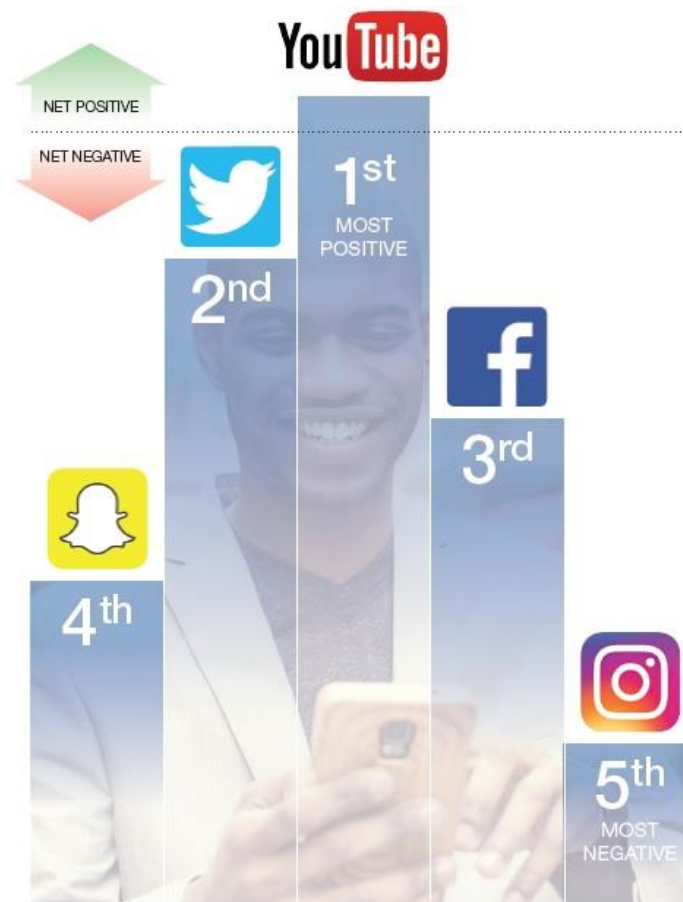 YouTube
NET POSITIVE
NET NEGATIVE
1st
MOST
POSITIVE
2nd
3rd
4th
5th
MOST
NEGATIVE